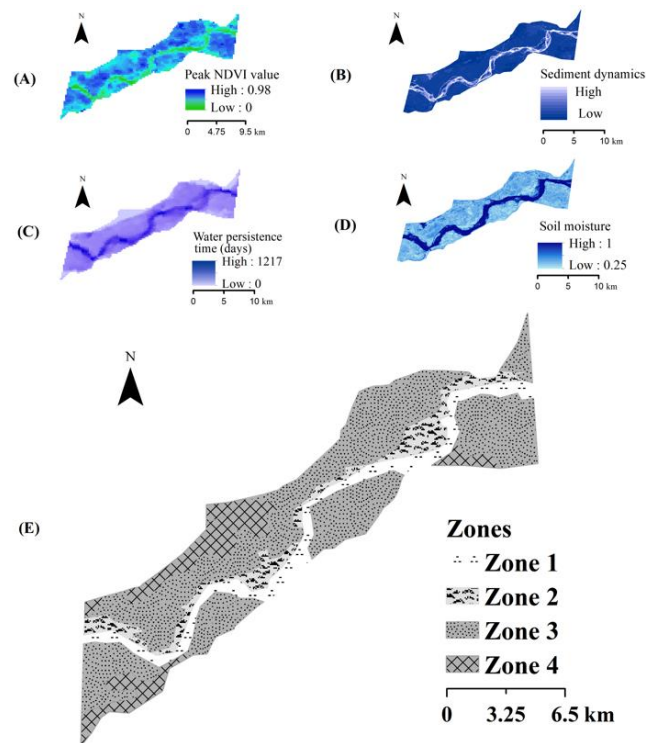 N
(A)
Peak NDVI value
High : 0.98
Low : 0
0 4.75 9.5 km
N
(B)
Sediment dynamics
High
Low
0 5 10 km
N
(C)
Water persistence
time (days)
High : 1217
Low : 0
0 5 10 km
N
(D)
Soil moisture
High : 1
Low : 0.25
0 5 10 km
N
(E)
Zones
Zone 1
Zone 2
Zone 3
Zone 4
0 3.25 6.5 km